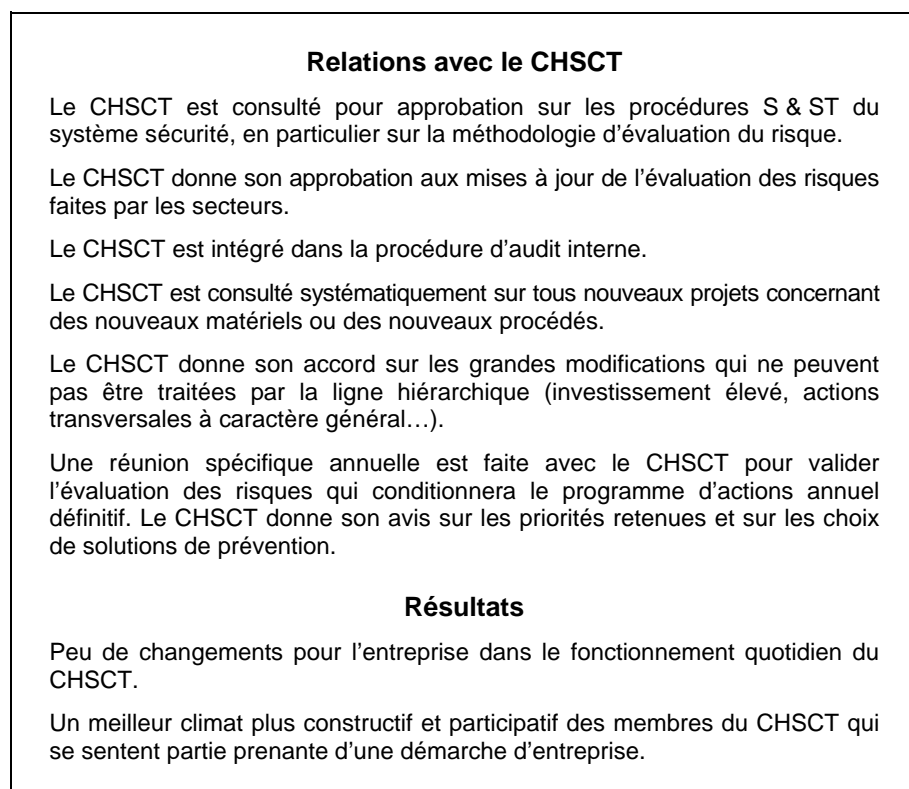 Relations avec le CHSCT
Le CHSCT est consulté pour approbation sur les procédures S & ST du
système sécurité, en particulier sur la méthodologie d’évaluation du risque.
Le CHSCT donne son approbation aux mises à jour de l’évaluation des risques
faites par les secteurs.
Le CHSCT est intégré dans la procédure d’audit interne.
Le CHSCT est consulté systématiquement sur tous nouveaux projets concernant
des nouveaux matériels ou des nouveaux procédés.
Le CHSCT donne son accord sur les grandes modifications qui ne peuvent
pas être traitées par la ligne hiérarchique (investissement élevé, actions
transversales à caractère général…).
Une réunion spécifique annuelle est faite avec le CHSCT pour valider
l’évaluation des risques qui conditionnera le programme d’actions annuel
définitif. Le CHSCT donne son avis sur les priorités retenues et sur les choix
de solutions de prévention.
Résultats
Peu de changements pour l’entreprise dans le fonctionnement quotidien du
CHSCT.
Un meilleur climat plus constructif et participatif des membres du CHSCT qui
se sentent partie prenante d’une démarche d’entreprise.